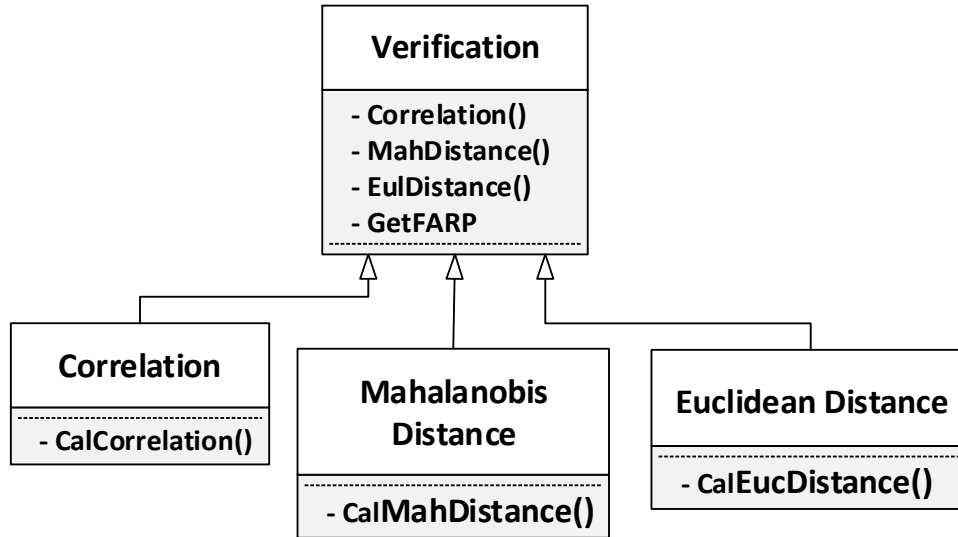 Verification
- Correlation()
- MahDistance()
- EulDistance()
- GetFARP
Correlation
- CalCorrelation()
Mahalanobis
Distance
- CalMahDistance()
Euclidean Distance
- CalEucDistance()